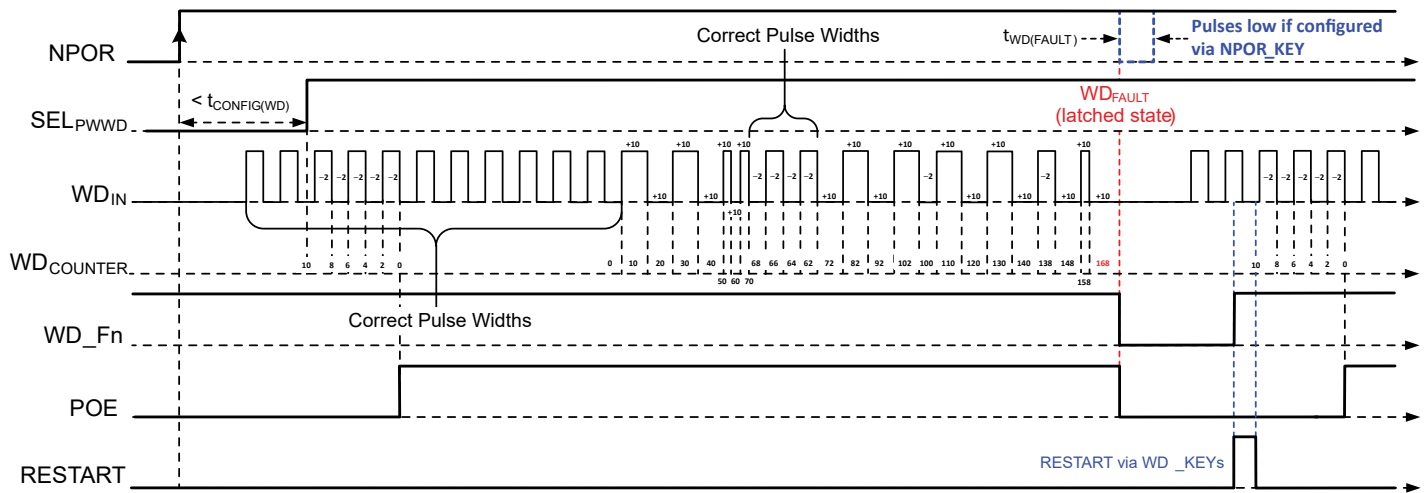 NPOR
Correct Pulse Widths
tWD(FAULT)
Pulses low if configured
via NPOR_KEY
< tCONFIG(WD)
SELPWWD
WDFAULT
(latched state)
+10 +10 +10 +10 +10 +10 +10 +10 +10
WDIN
−2 −2 −2 −2 −2 +10 +10 −2 −2 −2 −2 +10 +10 −2 +10 +10 −2 +10 +10 −2 −2 −2 −2 −2
+10
WDCOUNTER
10 8 6 4 2 0 0 10 20 30 40 68 66 64 62 72 82 92 102 100 110 120 130 140 138 148 168 10 8 6 4 2 0
50 60 70 158
Correct Pulse Widths
WD_Fn
POE
RESTART via WD _KEYs
RESTART